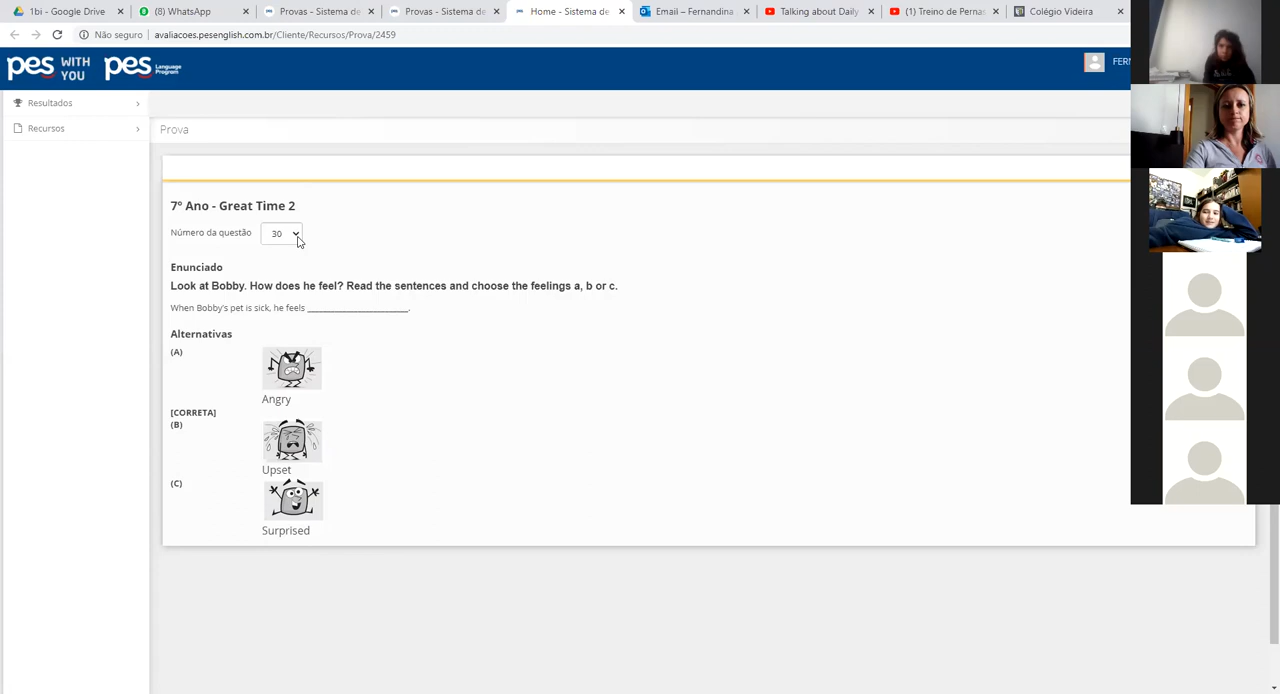 1bi - Google Drive
(8) WhatsApp
Provas - Sistema de
Provas - Sistema de
Home - Sistema de
Email – Fernandina
Talking about Daily
(1) Treino de Pernas
Colégio Videira
Não seguro
avaliacoes.pesenglish.com.br/Cliente/Recursos/Prova/2459
pes WITH YOU
pes Language Program
FERN
Resultados
Recursos
Prova
7º Ano - Great Time 2
Número da questão 30
Enunciado
Look at Bobby. How does he feel? Read the sentences and choose the feelings a, b or c.
When Bobby's pet is sick, he feels ______________________.
Alternativas
(A)
Angry
[CORRETA]
(B)
Upset
(C)
Surprised